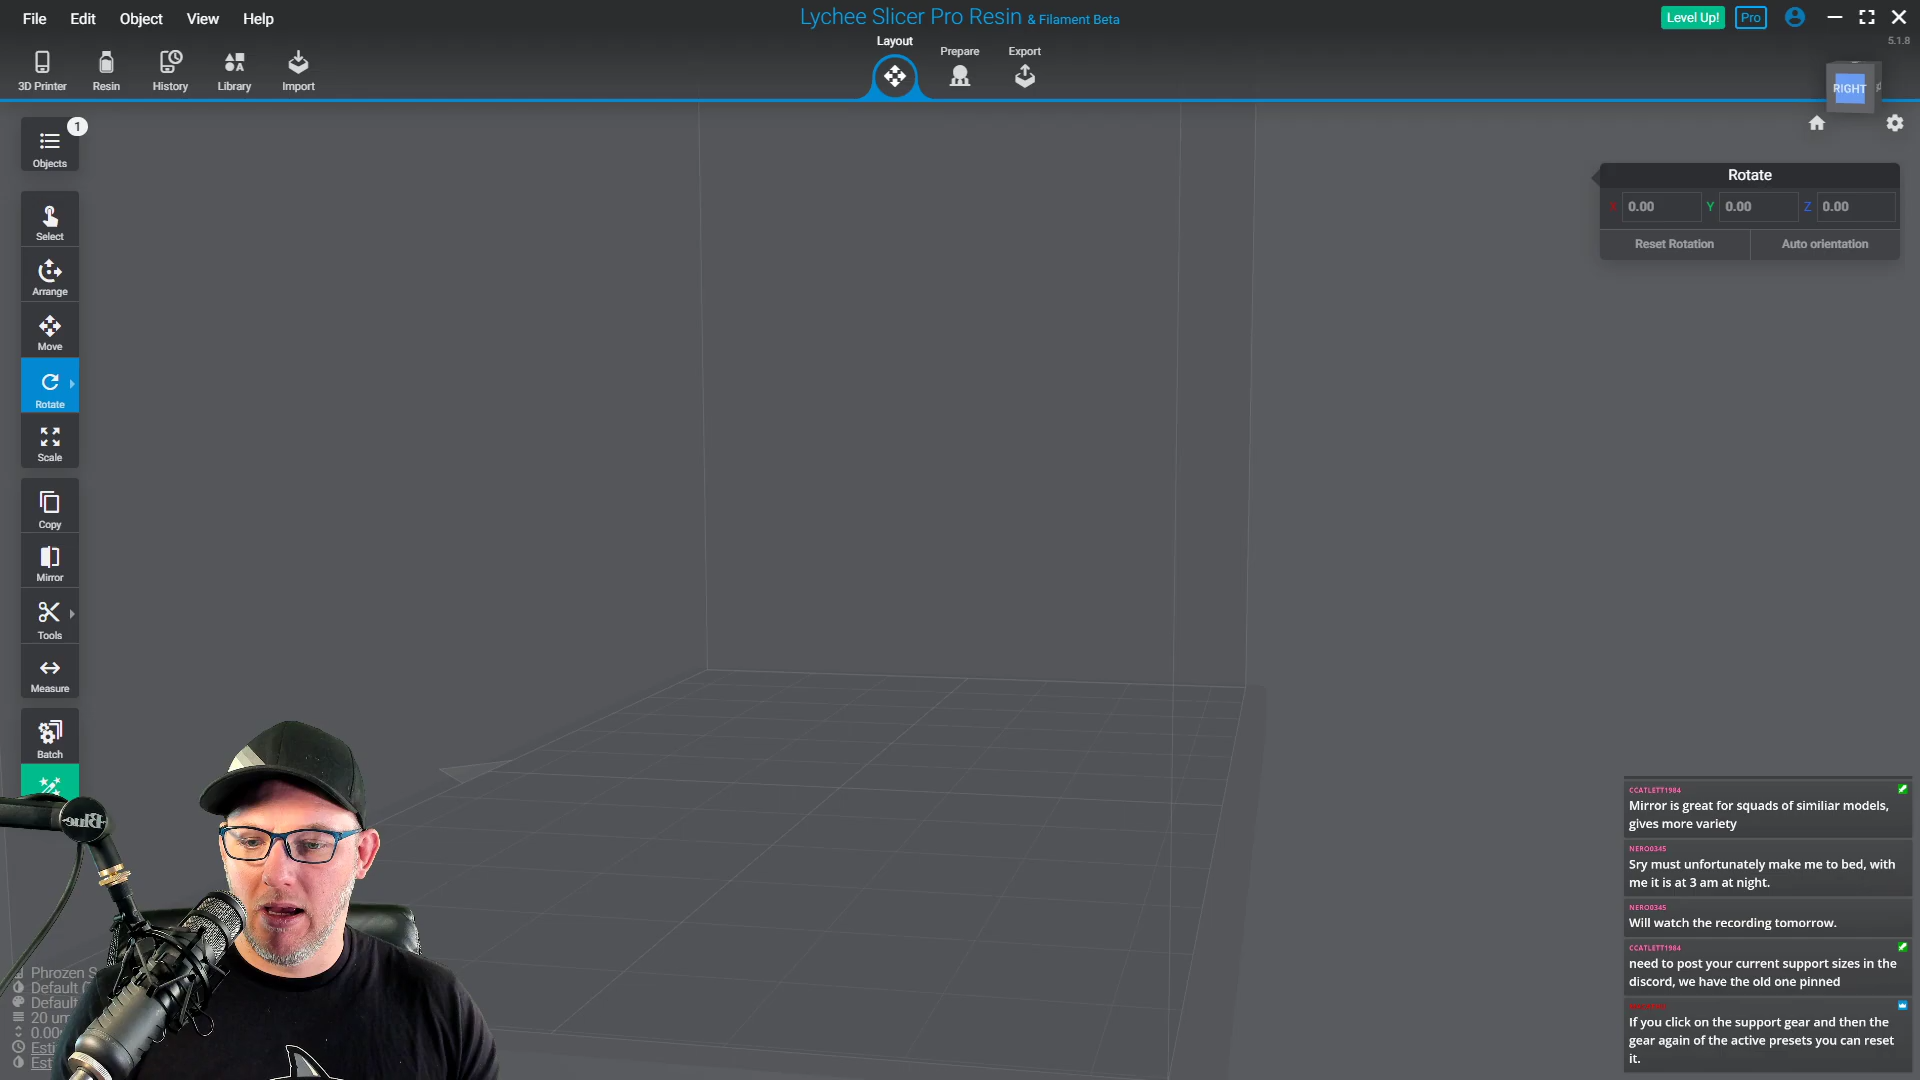 File Edit Object View Help
Lychee Slicer Pro Resin & Filament Beta
Level Up! Pro
5.1.8
3D Printer Resin History Library Import
Layout Prepare Export
RIGHT
1
Objects
Select
Arrange
Move
Rotate
Scale
Copy
Mirror
Tools
Measure
Batch
Rotate
X 0.00 Y 0.00 Z 0.00
Reset Rotation Auto orientation
Blue
Phrozen S
Default
Default
20 um
0.00
Esti
Est
CCATLETT1984
Mirror is great for squads of similiar models,
gives more variety
NERO0345
Sry must unfortunately make me to bed, with
me it is at 3 am at night.
NERO0345
Will watch the recording tomorrow.
CCATLETT1984
need to post your current support sizes in the
discord, we have the old one pinned
If you click on the support gear and then the
gear again of the active presets you can reset
it.